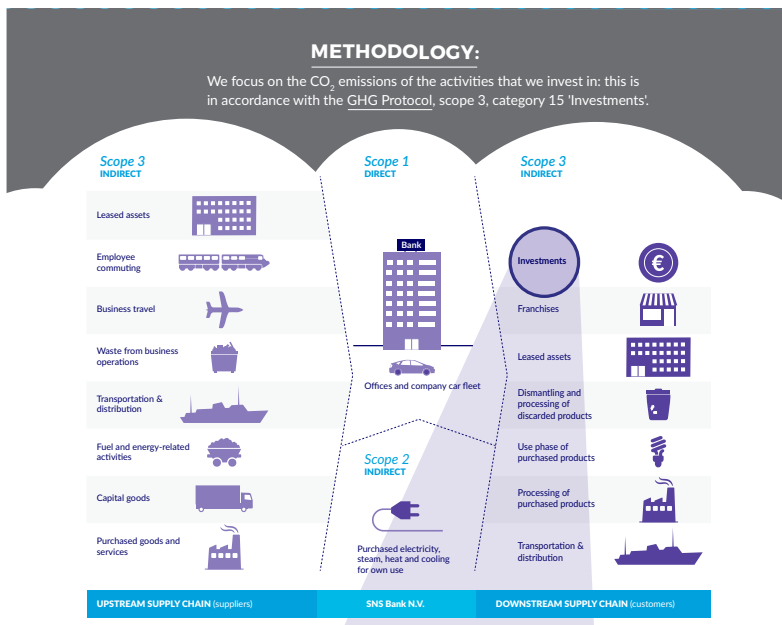 METHODOLOGY:
We focus on the CO2 emissions of the activities that we invest in: this is
in accordance with the GHG Protocol, scope 3, category 15 'Investments'.
Scope 3
INDIRECT
Leased assets
Employee
commuting
Business travel
Waste from business
operations
Transportation &
distribution
Fuel and energy-related
activities
Capital goods
Purchased goods and
services
Scope 1
DIRECT
Bank
Offices and company car fleet
Scope 2
INDIRECT
Purchased electricity,
steam, heat and cooling
for own use
Scope 3
INDIRECT
Investments
€
Franchises
Leased assets
Dismantling and
processing of
discarded products
Use phase of
purchased products
Processing of
purchased products
Transportation &
distribution
UPSTREAM SUPPLY CHAIN (suppliers)
SNS Bank N.V.
DOWNSTREAM SUPPLY CHAIN (customers)